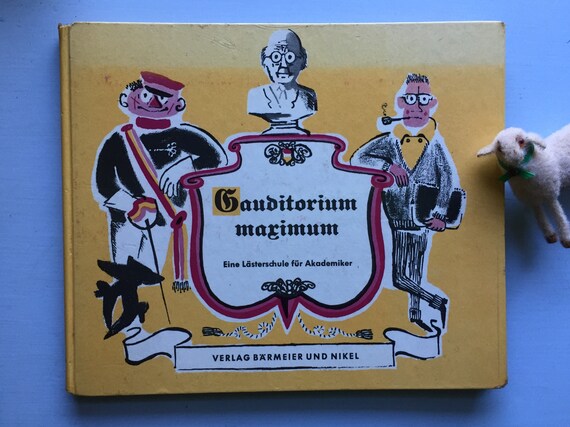 Gauditorium
maximum
Eine Lästerschule für Akademiker
VERLAG BÄRMEIER UND NIKEL